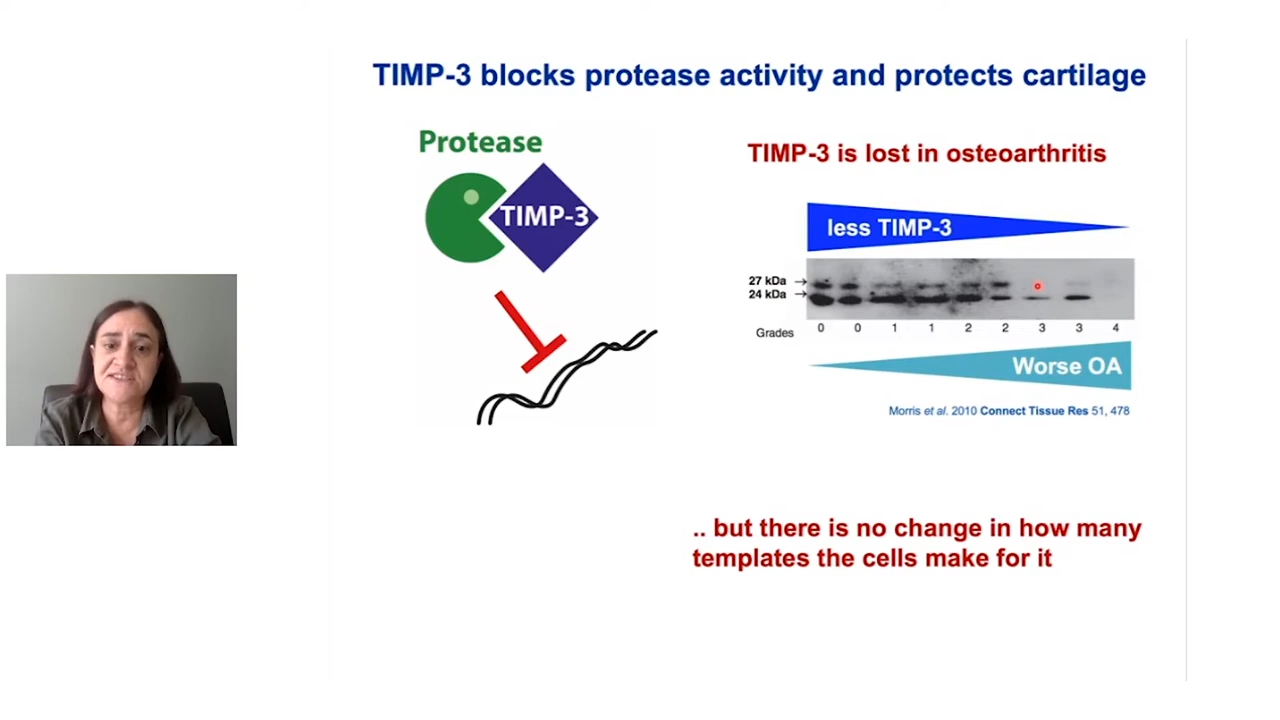 TIMP-3 blocks protease activity and protects cartilage
Protease
TIMP-3
TIMP-3 is lost in osteoarthritis
less TIMP-3
27 kDa
24 kDa
Grades 0 0 1 1 2 2 3 3 4
Worse OA
Morris et al. 2010 Connect Tissue Res 51, 478
.. but there is no change in how many
templates the cells make for it